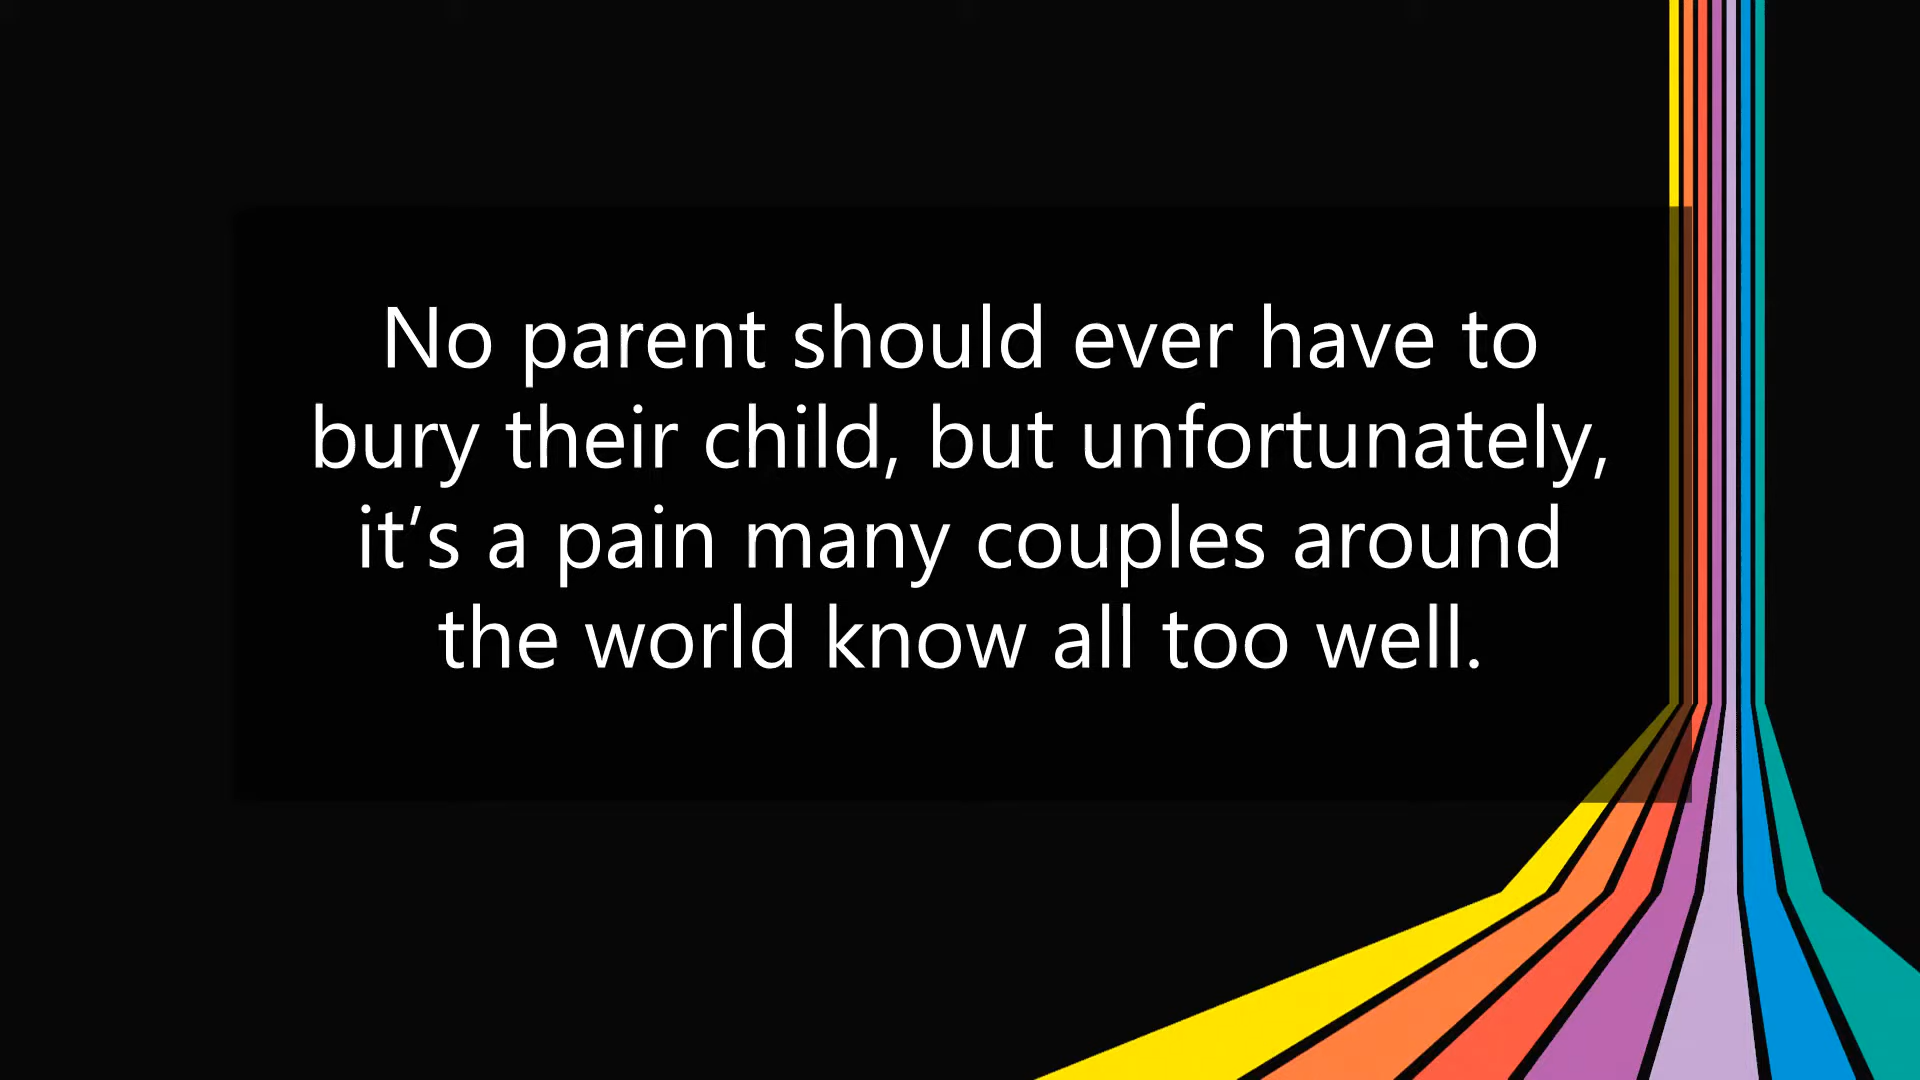 No parent should ever have to
bury their child, but unfortunately,
it’s a pain many couples around
the world know all too well.